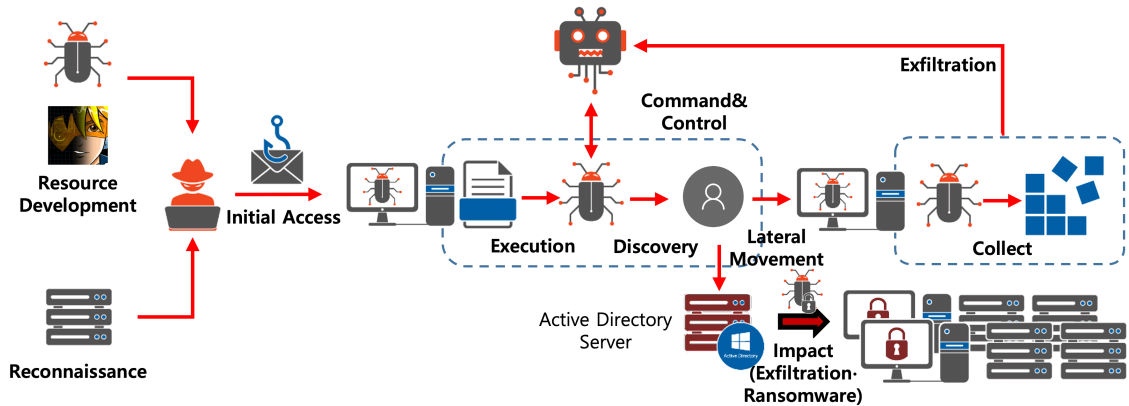 Exfiltration
Command&
Control
Resource
Development
Initial Access
Execution
Discovery
Lateral
Movement
Collect
Active Directory
Server
Active Directory
Impact
(Exfiltration·
Ransomware)
Reconnaissance